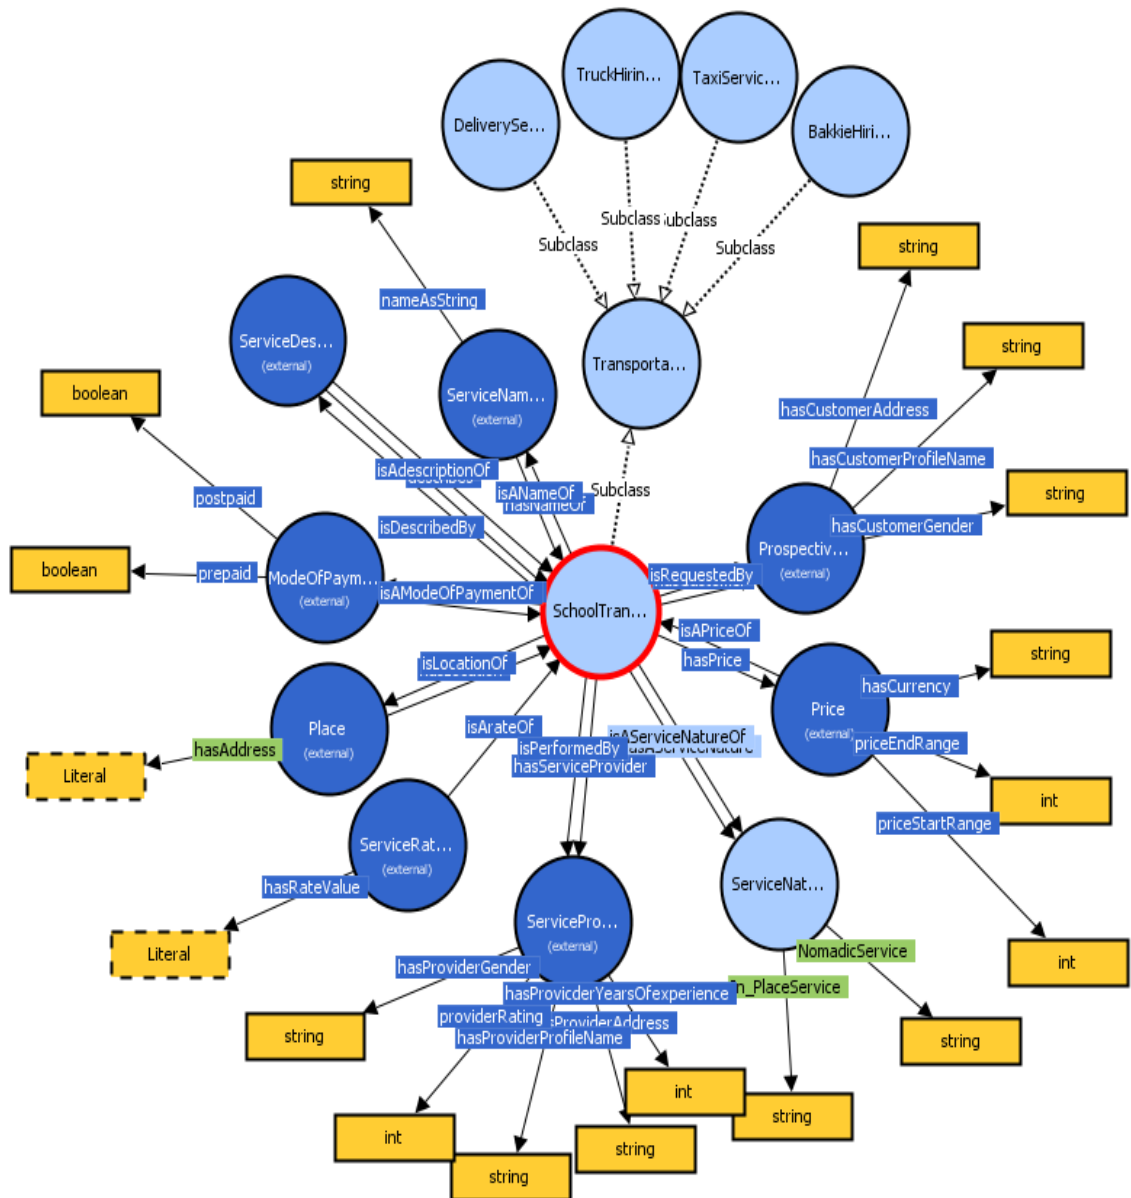 TruckHirin...
TaxiServic...
DeliverySe...
BakkieHiri...
string
Subclass
Subclass
Subclass
Subclass
string
nameAsString
ServiceDes...
(external)
string
Transporta...
boolean
ServiceNam...
(external)
hasCustomerAddress
hasCustomerProfileName
isAdescriptionOf
isANameOf
hasNameOf
Subclass
string
postpaid
isDescribedBy
hasCustomerGender
Prospectiv...
(external)
boolean
prepaid
ModeOfPaym...
(external)
isAModeOfPaymentOf
isRequestedBy
SchoolTran...
isAPriceOf
hasPrice
string
isLocationOf
hasCurrency
Place
(external)
isArateOf
isAServiceNatureOf
Price
(external)
hasAddress
isPerformedBy
priceEndRange
hasServiceProvider
Literal
int
priceStartRange
ServiceRat...
(external)
hasRateValue
ServiceNat...
ServicePro...
(external)
Literal
NomadicService
hasProviderGender
int
hasProvicderYearsOfexperience
In_PlaceService
providerRating
hasProviderProfileName
string
string
int
string
int
string
string